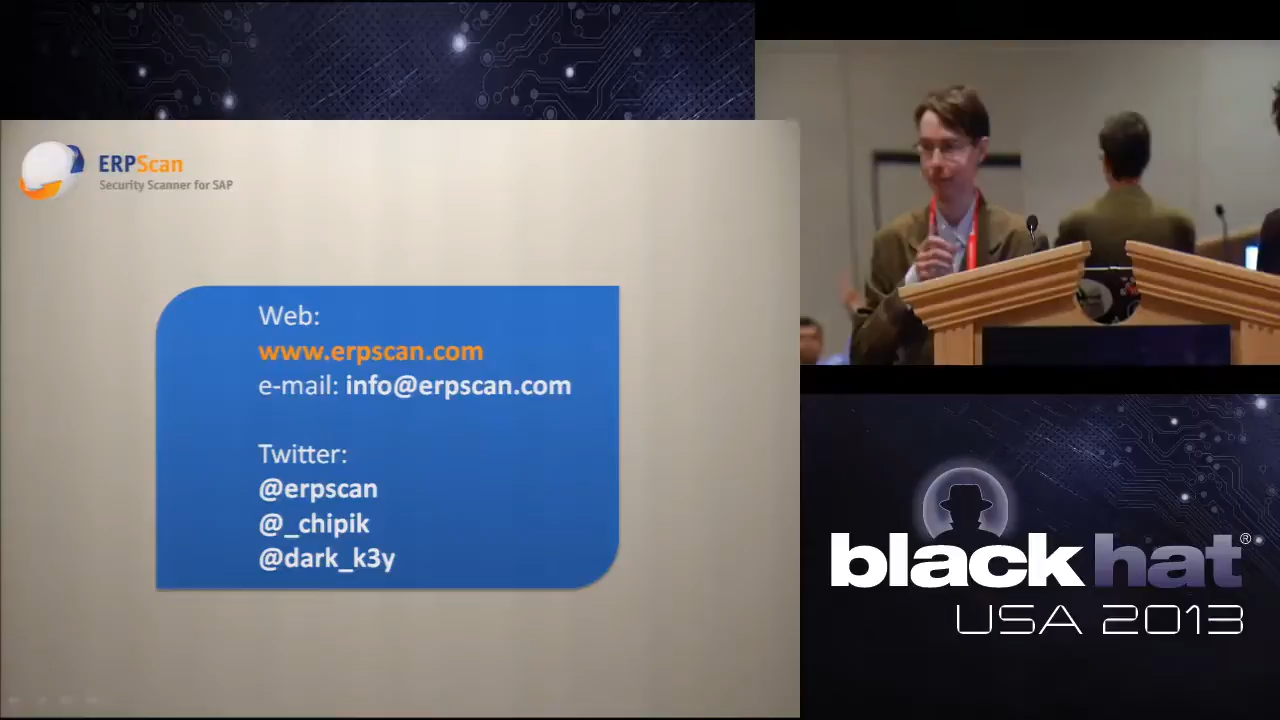 ERPScan
Security Scanner for SAP
Web:
www.erpscan.com
e-mail: info@erpscan.com
Twitter:
@erpscan
@_chipik
@dark_k3y
black hat®
USA 2013